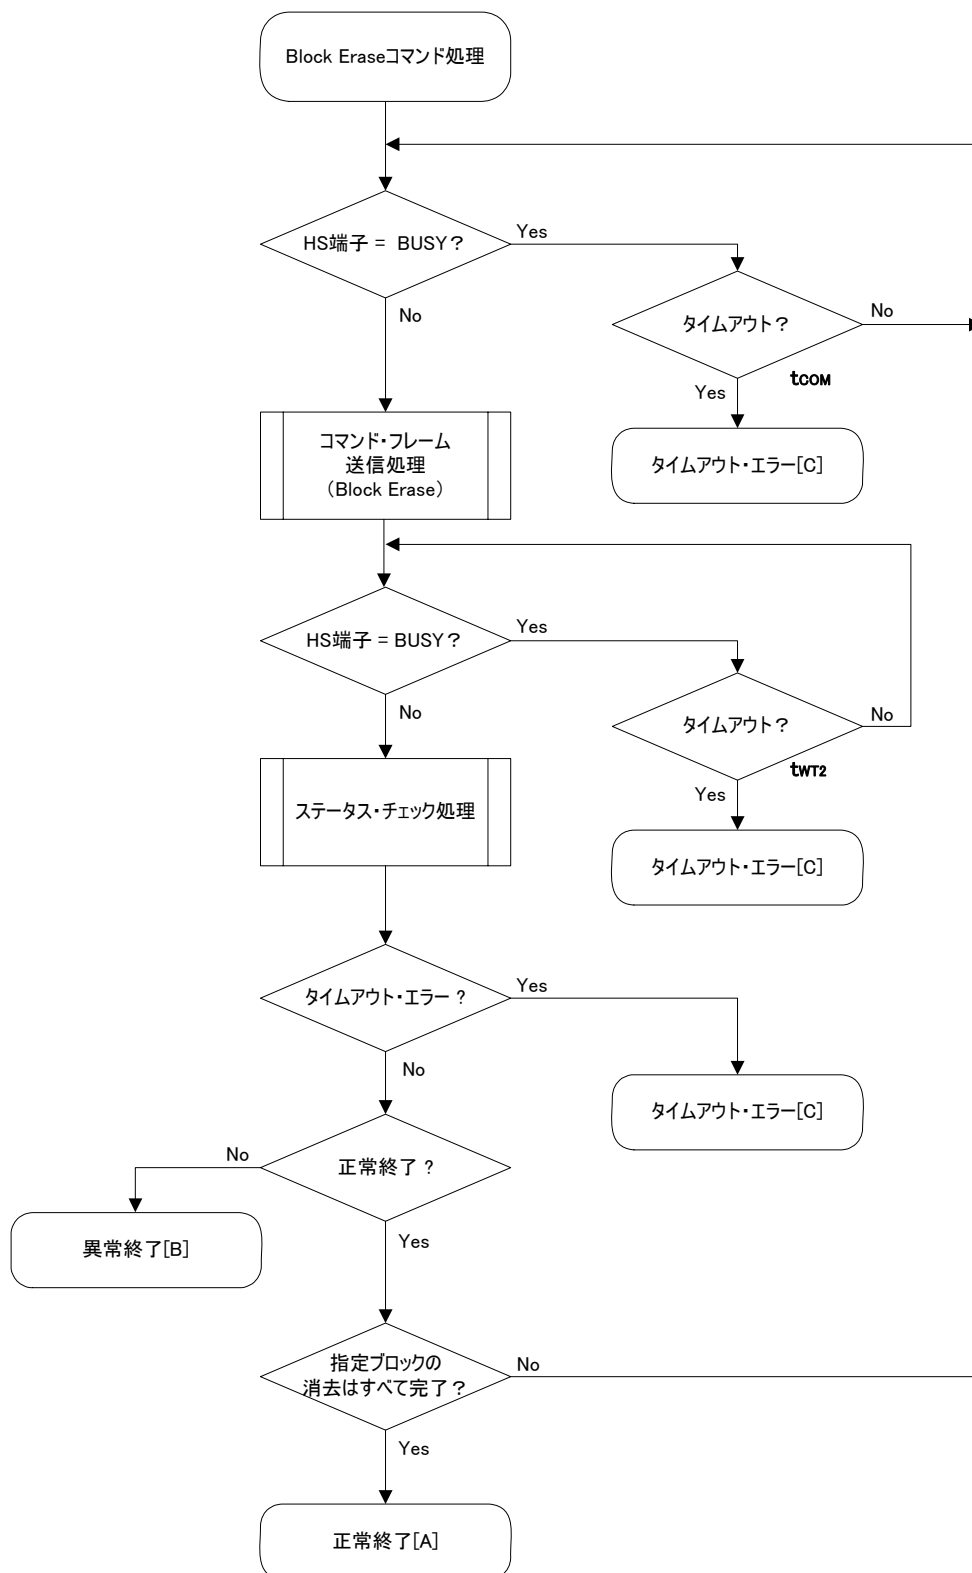 Block Eraseコマンド処理
HS端子 = BUSY?
Yes
No
タイムアウト?
No
tCOM
Yes
タイムアウト・エラー[C]
コマンド・フレーム
送信処理
(Block Erase)
HS端子 = BUSY?
Yes
No
タイムアウト?
No
tWT2
Yes
タイムアウト・エラー[C]
ステータス・チェック処理
タイムアウト・エラー?
Yes
No
タイムアウト・エラー[C]
正常終了?
No
Yes
異常終了[B]
指定ブロックの
消去はすべて完了?
No
Yes
正常終了[A]